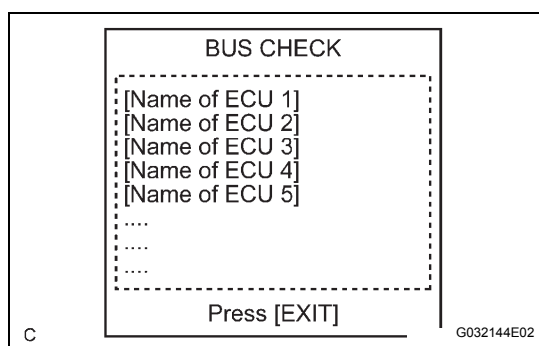 BUS CHECK
[Name of ECU 1]
[Name of ECU 2]
[Name of ECU 3]
[Name of ECU 4]
[Name of ECU 5]
....
....
....
Press [EXIT]
C
G032144E02